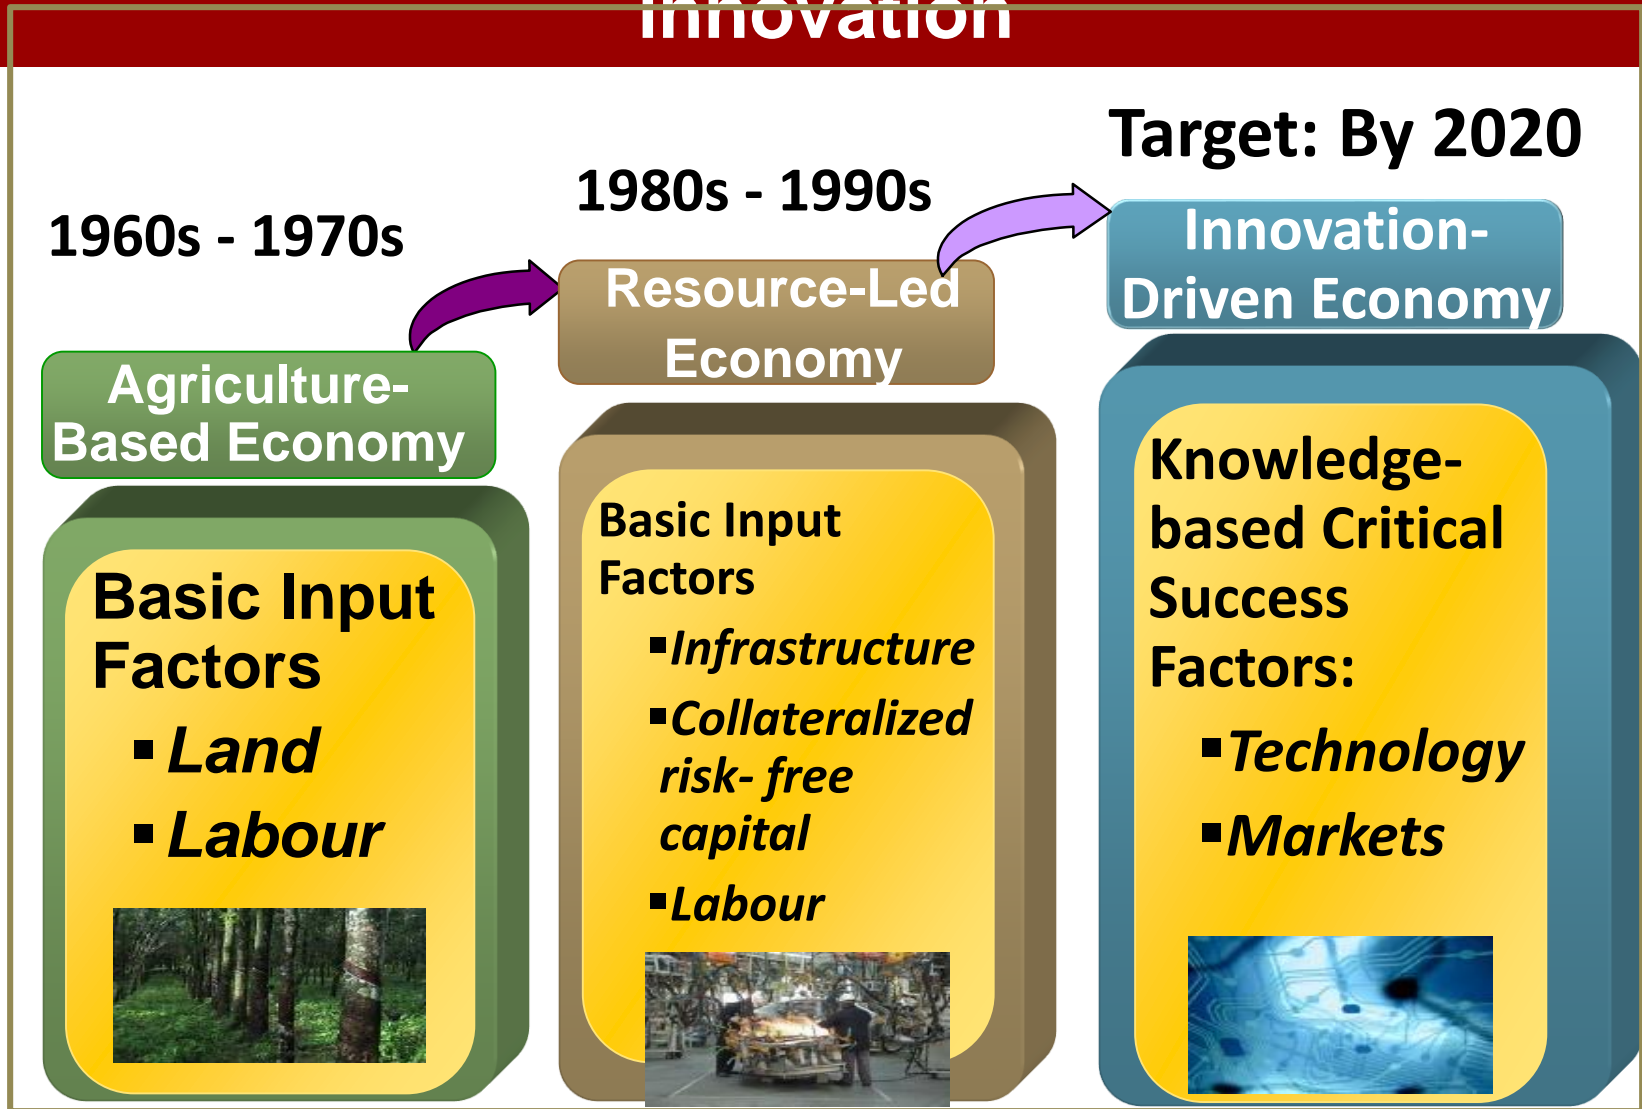 Innovation
Target: By 2020
1980s - 1990s
1960s - 1970s
Innovation-
Driven Economy
Resource-Led
Economy
Agriculture-
Based Economy
Basic Input
Factors
▪ Land
▪ Labour
Basic Input
Factors
▪Infrastructure
▪Collateralized
risk- free
capital
▪Labour
Knowledge-
based Critical
Success
Factors:
▪Technology
▪Markets